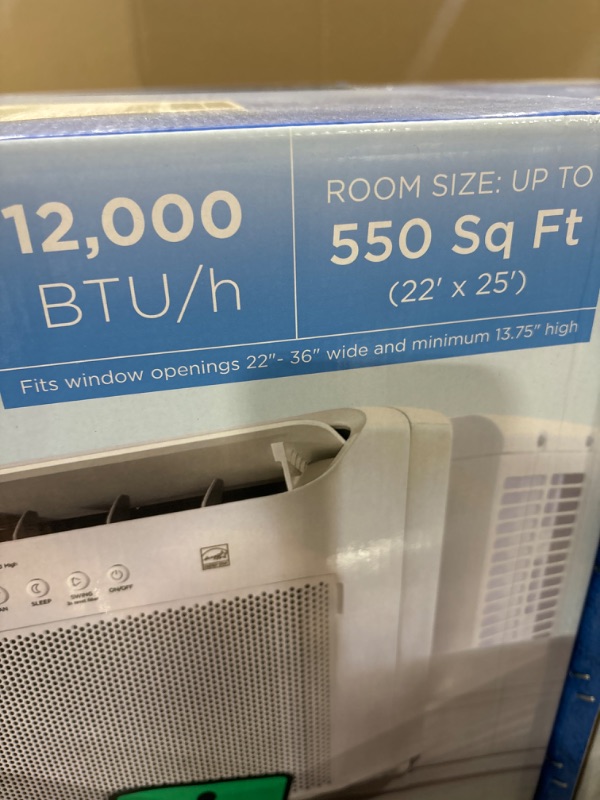 12,000
BTU/h
ROOM SIZE: UP TO
550 Sq Ft
(22' x 25')
Fits window openings 22"- 36" wide and minimum 13.75" high
High
SLEEP
SWING
ON/OFF